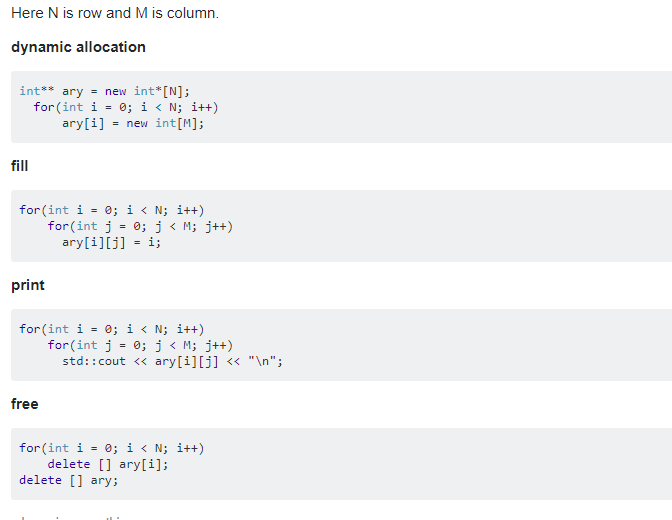 Here N is row and M is column.
dynamic allocation
int** ary = new int*[N];
for(int i = 0; i < N; i++)
ary[i] = new int[M];
fill
for(int i = 0; i < N; i++)
for(int j = 0; j < M; j++)
ary[i][j] = i;
print
for(int i = 0; i < N; i++)
for(int j = 0; j < M; j++)
std::cout << ary[i][j] << "\n";
free
for(int i = 0; i < N; i++)
delete [] ary[i];
delete [] ary;